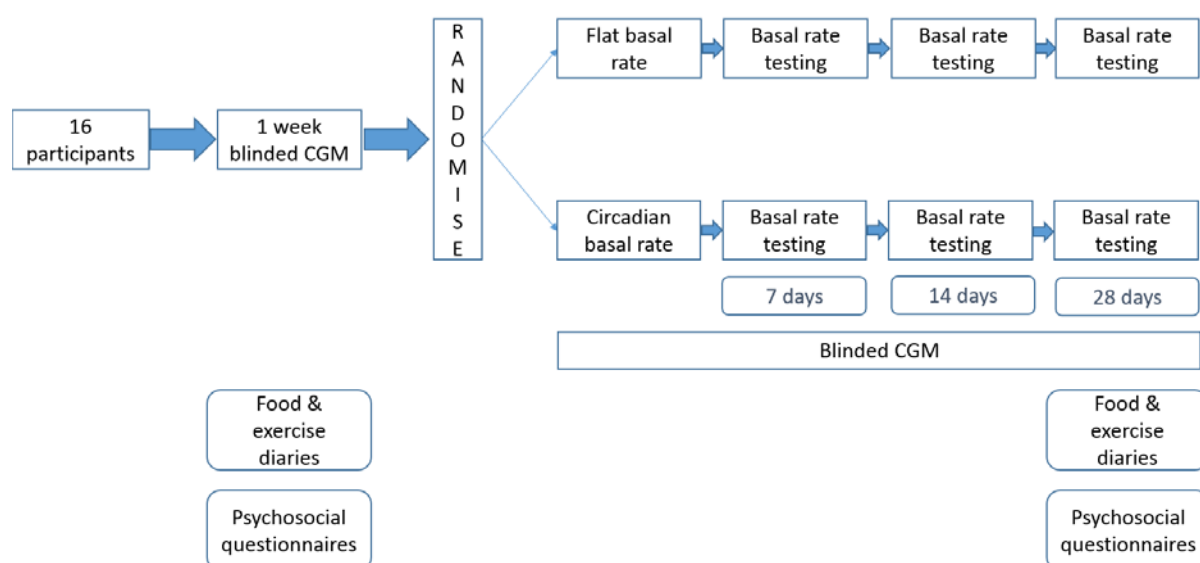 16
participants
1 week
blinded CGM
R
A
N
D
O
M
I
S
E
Flat basal
rate
Basal rate
testing
Basal rate
testing
Basal rate
testing
Circadian
basal rate
Basal rate
testing
Basal rate
testing
Basal rate
testing
7 days
14 days
28 days
Blinded CGM
Food &
exercise
diaries
Psychosocial
questionnaires
Food &
exercise
diaries
Psychosocial
questionnaires